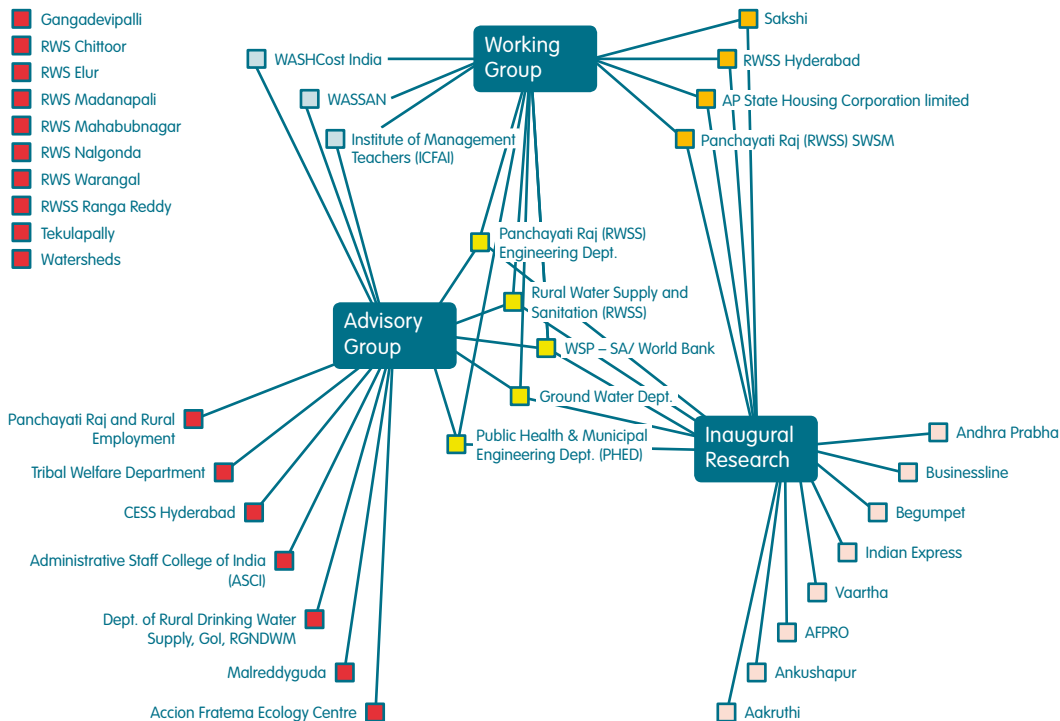 Gangadevipalli
RWS Chittoor
RWS Elur
RWS Madanapali
RWS Mahabubnagar
RWS Nalgonda
RWS Warangal
RWSS Ranga Reddy
Tekulapally
Watersheds
WASHCost India
WASSAN
Institute of Management
Teachers (ICFAI)
Working
Group
Sakshi
RWSS Hyderabad
AP State Housing Corporation limited
Panchayati Raj (RWSS) SWSM
Panchayati Raj (RWSS)
Engineering Dept.
Rural Water Supply and
Sanitation (RWSS)
WSP – SA/ World Bank
Ground Water Dept.
Public Health & Municipal
Engineering Dept. (PHED)
Advisory
Group
Panchayati Raj and Rural
Employment
Tribal Welfare Department
CESS Hyderabad
Administrative Staff College of India
(ASCI)
Dept. of Rural Drinking Water
Supply, GoI, RGNDWM
Malreddyguda
Accion Fratema Ecology Centre
Inaugural
Research
Andhra Prabha
Businessline
Begumpet
Indian Express
Vaartha
AFPRO
Ankushapur
Aakruthi